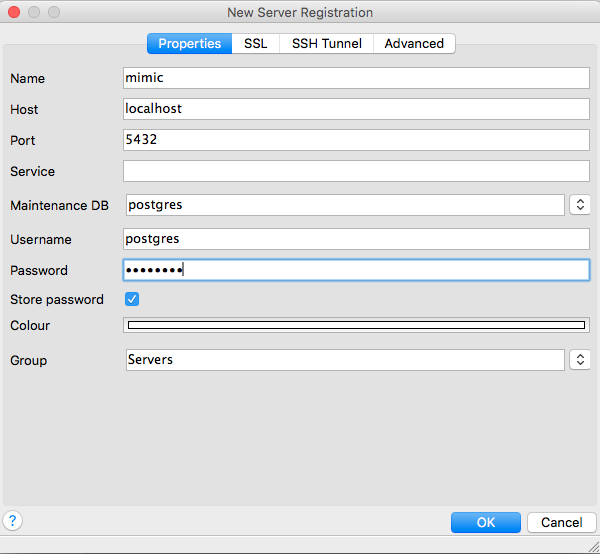 New Server Registration
Properties SSL SSH Tunnel Advanced
Name mimic
Host localhost
Port 5432
Service
Maintenance DB postgres
Username postgres
Password ••••••••
Store password
Colour
Group Servers
? OK Cancel